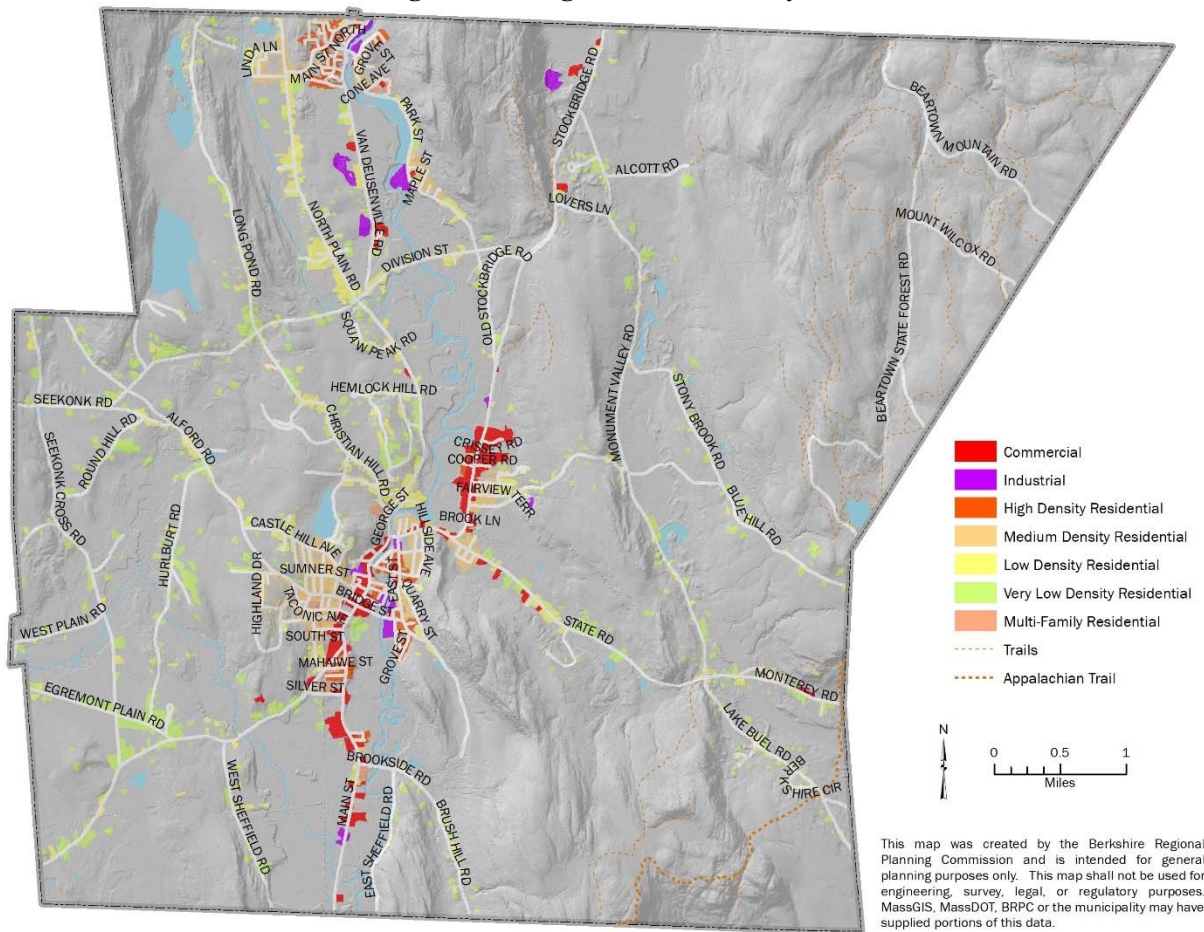 LINDA LN
MAIN ST NORTH
GROVE ST
CONE AVE
PARK ST
VAN DEUSENVILLE RD
MAPLE ST
STOCKBRIDGE RD
ALCOTT RD
LOVERS LN
BEARTOWN MOUNTAIN RD
MOUNT WILCOX RD
BEARTOWN STATE FOREST RD
LONG POND RD
NORTH PLAIN RD
DIVISION ST
OLD STOCKBRIDGE RD
SQUAW PEAK RD
HEMLOCK HILL RD
MONUMENT VALLEY RD
STONY BROOK RD
SEEKONK RD
ROUND HILL RD
ALFORD RD
SEEKONK CROSS RD
CHRISTIAN HILL RD
CRISSEY RD
COOPER RD
FAIRVIEW TERR
BROOK LN
BLUE HILL RD
HURLBURT RD
GEORGE ST
HILLSIDE AVE
CASTLE HILL AVE
SUMNER ST
EAST ST
HIGHLAND DR
TACONIC AVE
BRIDGE ST
QUARRY ST
WEST PLAIN RD
SOUTH ST
STATE RD
MAHAIWE ST
GROVE ST
SILVER ST
MONTEREY RD
EGREMONT PLAIN RD
LAKE BUEL RD
BERKSHIRE CIR
BROOKSIDE RD
WEST SHEFFIELD RD
MAIN ST
EAST SHEFFIELD RD
BRUSH HILL RD
Commercial
Industrial
High Density Residential
Medium Density Residential
Low Density Residential
Very Low Density Residential
Multi-Family Residential
Trails
Appalachian Trail
N
0 0.5 1
Miles
This map was created by the Berkshire Regional
Planning Commission and is intended for general
planning purposes only. This map shall not be used for
engineering, survey, legal, or regulatory purposes.
MassGIS, MassDOT, BRPC or the municipality may have
supplied portions of this data.